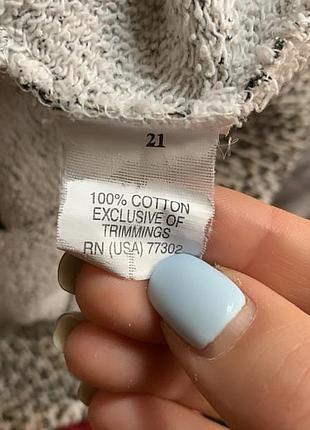 21
100% COTTON
EXCLUSIVE OF
TRIMMINGS
RN (USA) 77302